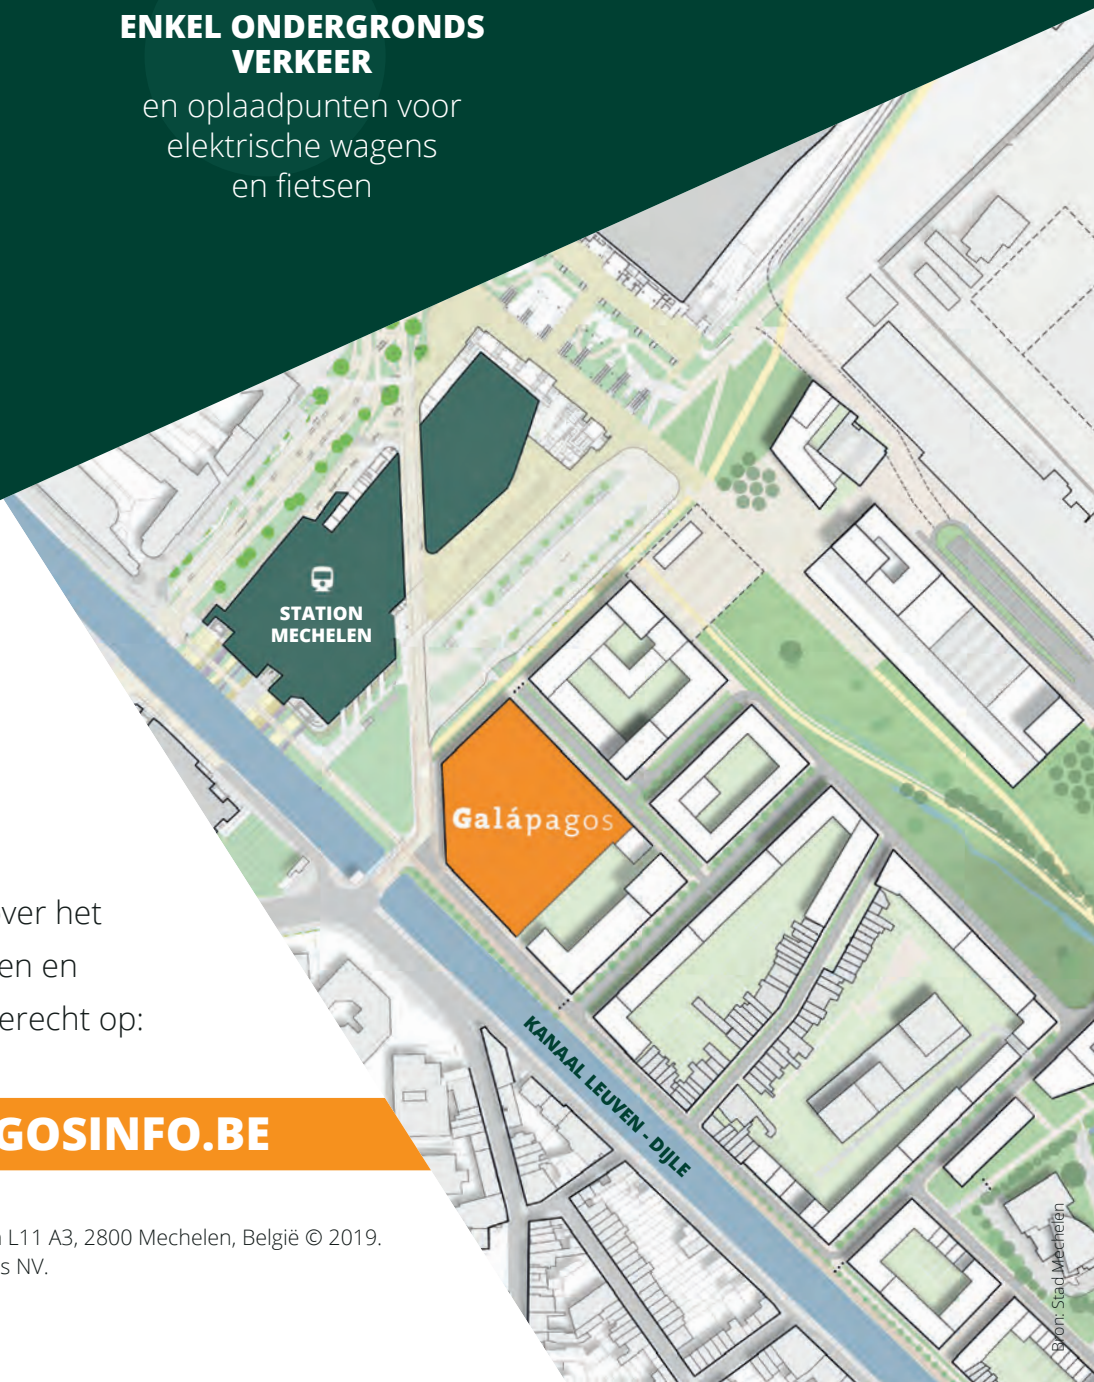 ENKEL ONDERGRONDS
VERKEER
en oplaadpunten voor
elektrische wagens
en fietsen
STATION
MECHELEN
Galápagos
KANAAL LEUVEN - DIJLE
ver het
en en
erecht op:
GOSINFO.BE
L11 A3, 2800 Mechelen, België © 2019.
s NV.
Bron: Stad Mechelen